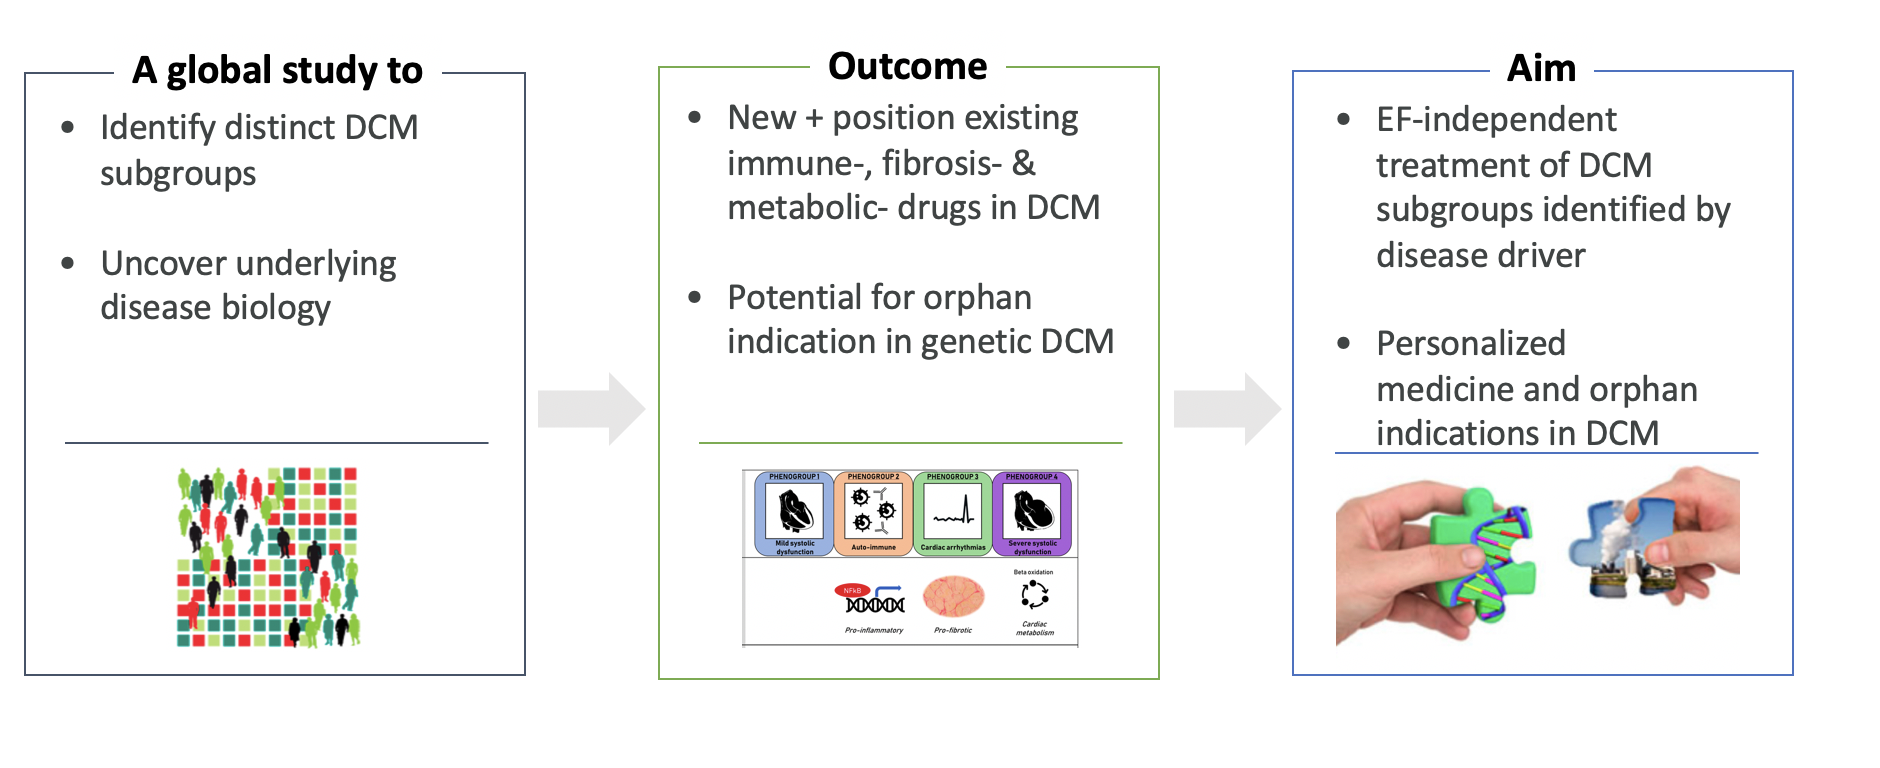 A global study to
• Identify distinct DCM
subgroups
• Uncover underlying
disease biology
Outcome
• New + position existing
immune-, fibrosis- &
metabolic- drugs in DCM
• Potential for orphan
indication in genetic DCM
PHENOGROUP 1
Mild systolic
dysfunction
PHENOGROUP 2
Auto-immune
PHENOGROUP 3
Cardiac arrhythmias
PHENOGROUP 4
Severe systolic
dysfunction
NFkB
Pro-inflammatory
Pro-fibrotic
Beta oxidation
Cardiac
metabolism
Aim
• EF-independent
treatment of DCM
subgroups identified by
disease driver
• Personalized
medicine and orphan
indications in DCM